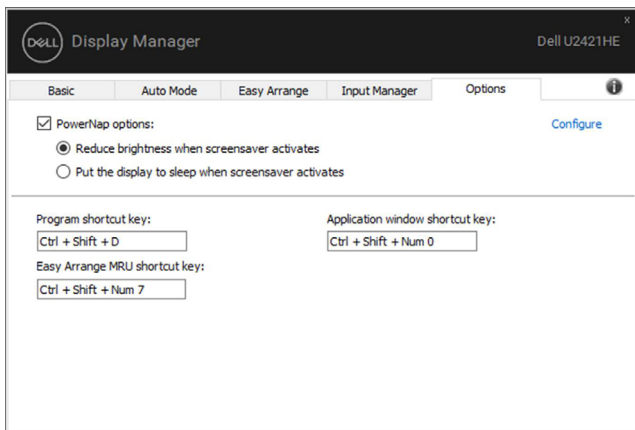 x
DELL Display Manager Dell U2421HE
Basic Auto Mode Easy Arrange Input Manager Options i
PowerNap options: Configure
Reduce brightness when screensaver activates
Put the display to sleep when screensaver activates
Program shortcut key: Application window shortcut key:
Ctrl + Shift + D Ctrl + Shift + Num 0
Easy Arrange MRU shortcut key:
Ctrl + Shift + Num 7